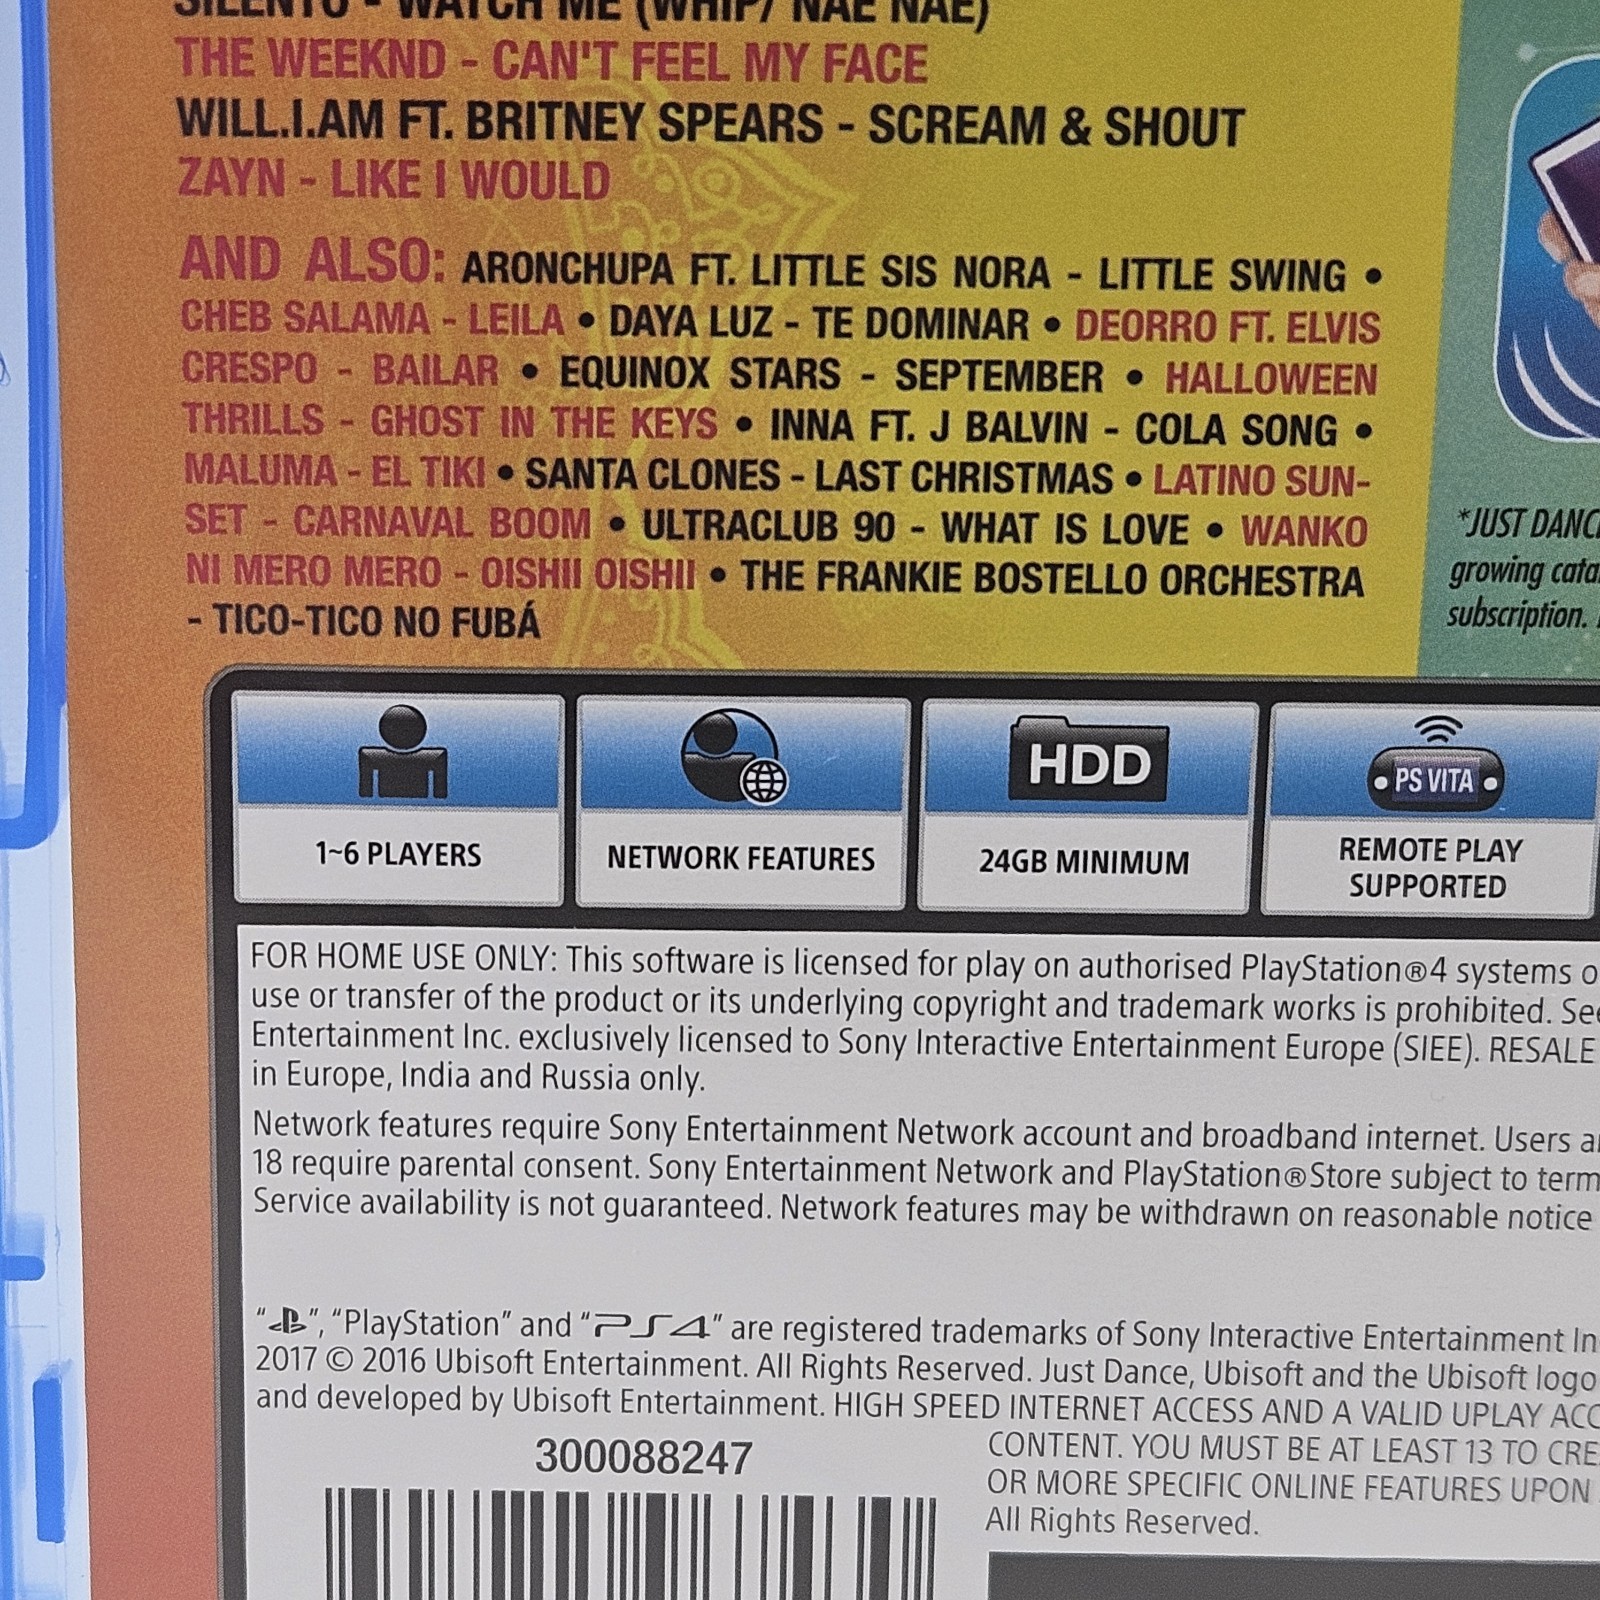 SILENTO - WATCH ME (WHIP/ NAE NAE)
THE WEEKND - CAN'T FEEL MY FACE
WILL.I.AM FT. BRITNEY SPEARS - SCREAM & SHOUT
ZAYN - LIKE I WOULD
AND ALSO: ARONCHUPA FT. LITTLE SIS NORA - LITTLE SWING •
CHEB SALAMA - LEILA • DAYA LUZ - TE DOMINAR • DEORRO FT. ELVIS
CRESPO - BAILAR • EQUINOX STARS - SEPTEMBER • HALLOWEEN
THRILLS - GHOST IN THE KEYS • INNA FT. J BALVIN - COLA SONG •
MALUMA - EL TIKI • SANTA CLONES - LAST CHRISTMAS • LATINO SUN-
SET - CARNAVAL BOOM • ULTRACLUB 90 - WHAT IS LOVE • WANKO
NI MERO MERO - OISHII OISHII • THE FRANKIE BOSTELLO ORCHESTRA
- TICO-TICO NO FUBÁ
*JUST DANC
growing cata
subscription.
HDD
PS VITA
1~6 PLAYERS
NETWORK FEATURES
24GB MINIMUM
REMOTE PLAY
SUPPORTED
FOR HOME USE ONLY: This software is licensed for play on authorised PlayStation®4 systems o
use or transfer of the product or its underlying copyright and trademark works is prohibited. See
Entertainment Inc. exclusively licensed to Sony Interactive Entertainment Europe (SIEE). RESALE
in Europe, India and Russia only.
Network features require Sony Entertainment Network account and broadband internet. Users a
18 require parental consent. Sony Entertainment Network and PlayStation®Store subject to term
Service availability is not guaranteed. Network features may be withdrawn on reasonable notice
“ ”, “PlayStation” and “PS4” are registered trademarks of Sony Interactive Entertainment In
2017 © 2016 Ubisoft Entertainment. All Rights Reserved. Just Dance, Ubisoft and the Ubisoft logo
and developed by Ubisoft Entertainment. HIGH SPEED INTERNET ACCESS AND A VALID UPLAY ACC
CONTENT. YOU MUST BE AT LEAST 13 TO CRE
OR MORE SPECIFIC ONLINE FEATURES UPON
All Rights Reserved.
300088247